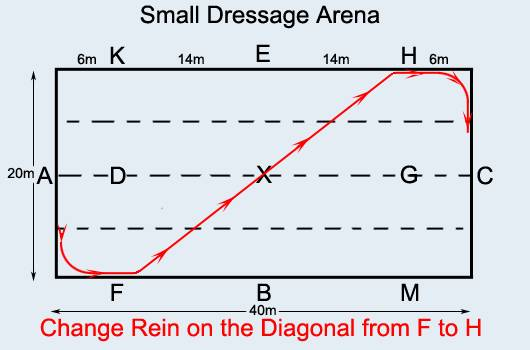 Small Dressage Arena
6m K 14m E 14m H 6m
20m A D X G C
F B M
40m
Change Rein on the Diagonal from F to H